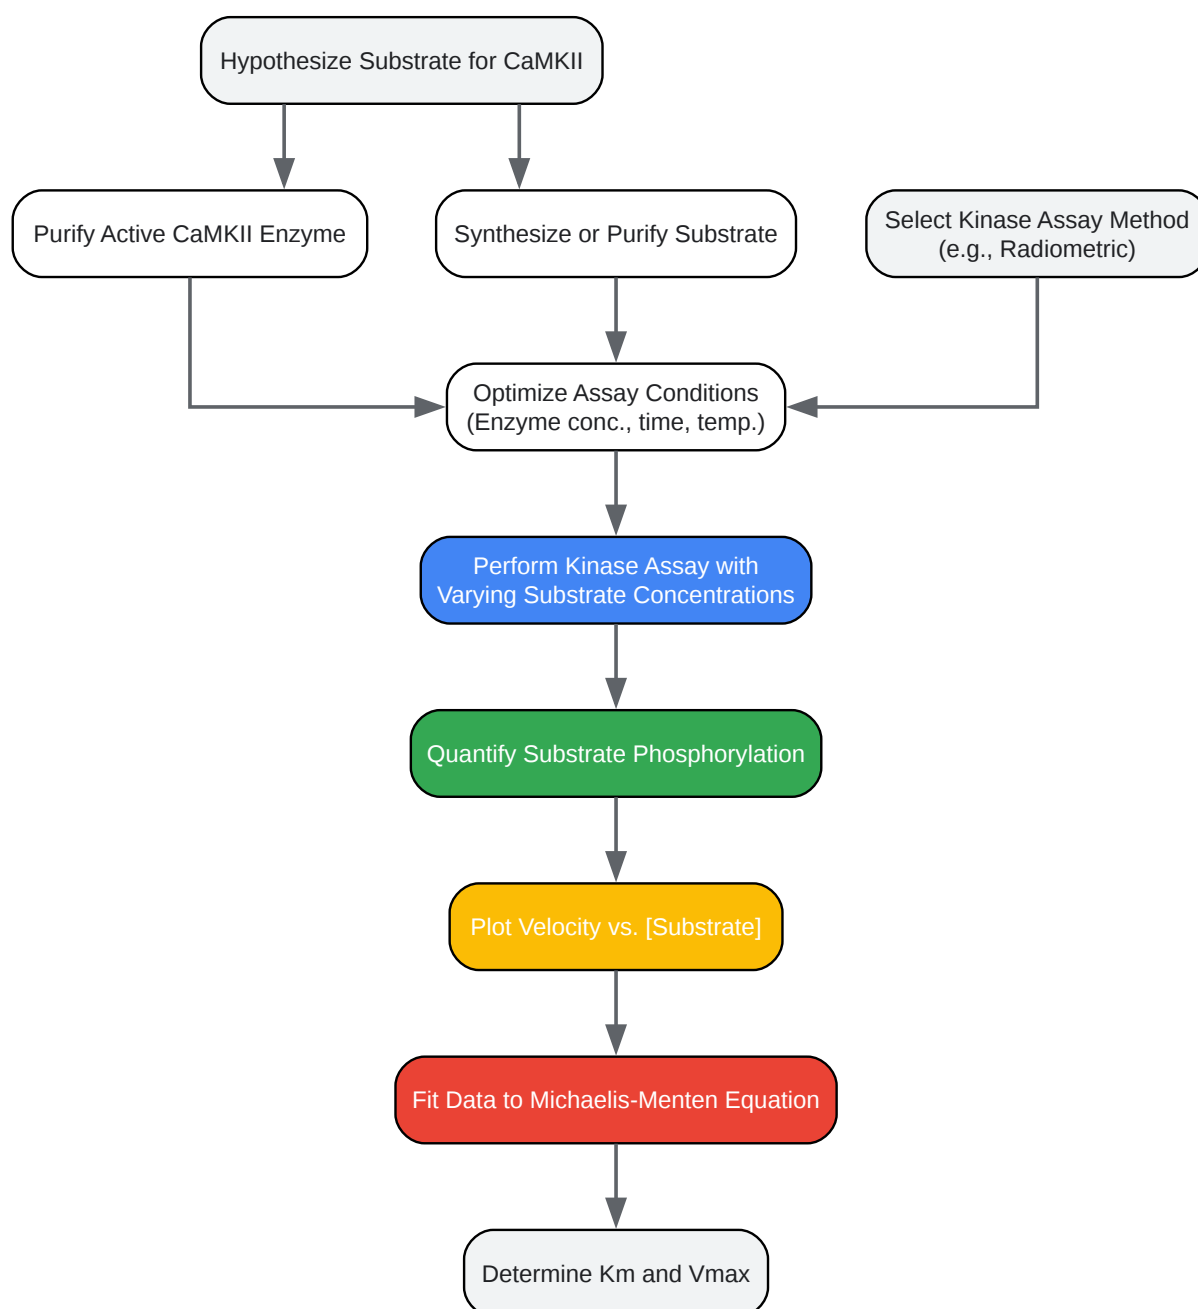 Hypothesize Substrate for CaMKII
Purify Active CaMKII Enzyme
Synthesize or Purify Substrate
Select Kinase Assay Method
(e.g., Radiometric)
Optimize Assay Conditions
(Enzyme conc., time, temp.)
Perform Kinase Assay with
Varying Substrate Concentrations
Quantify Substrate Phosphorylation
Plot Velocity vs. [Substrate]
Fit Data to Michaelis-Menten Equation
Determine Km and Vmax